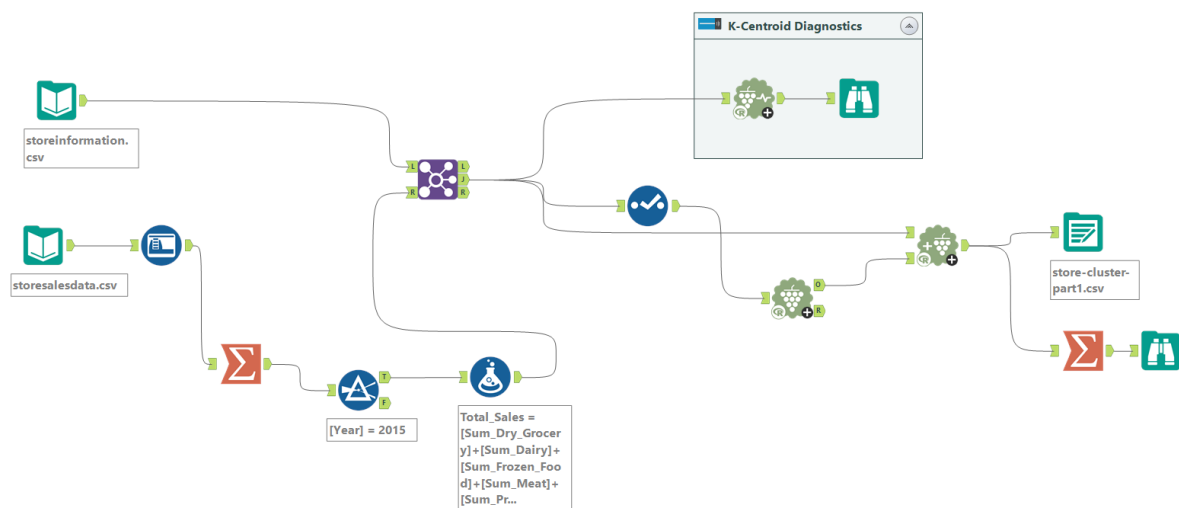 K-Centroid Diagnostics
storeinformation.
csv
L
R
L
J
R
storesalesdata.csv
store-cluster-
part1.csv
O
R
T
F
[Year] = 2015
Total_Sales =
[Sum_Dry_Grocer
y]+[Sum_Dairy]+
[Sum_Frozen_Foo
d]+[Sum_Meat]+
[Sum_Pr...